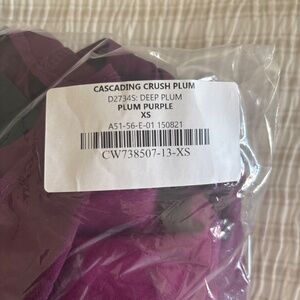 CASCADING CRUSH PLUM
D2734S: DEEP PLUM
PLUM PURPLE
XS
A51-56-E-01 150821
CW738507-13-XS